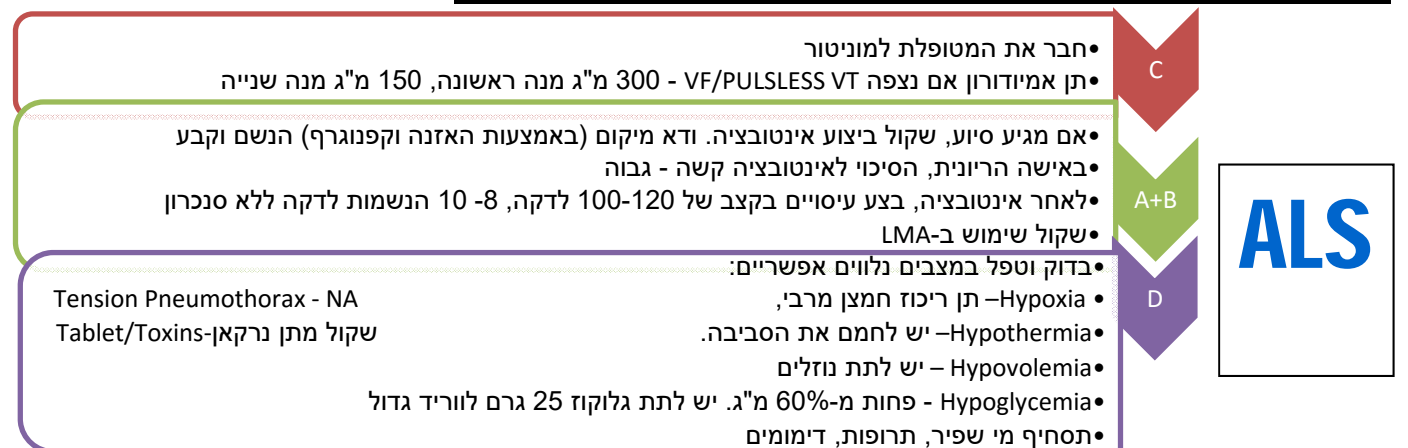 C
•חבר את המטופלת למוניטור
•תן אמיודורון אם נצפה VF/PULSLESS VT - 300 מ"ג מנה ראשונה, 150 מ"ג מנה שנייה
A+B
•אם מגיע סיוע, שקול ביצוע אינטובציה. ודא מיקום (באמצעות האזנה וקפנוגרף) הנשם וקבע
•באישה הריונית, הסיכוי לאינטובציה קשה - גבוה
•לאחר אינטובציה, בצע עיסויים בקצב של 100-120 לדקה, 8- 10 הנשמות לדקה ללא סנכרון
•שקול שימוש ב-LMA
ALS
D
•בדוק וטפל במצבים נלווים אפשריים:
•Hypoxia– תן ריכוז חמצן מרבי, Tension Pneumothorax - NA
•Hypothermia– יש לחמם את הסביבה. שקול מתן נרקאן-Tablet/Toxins
•Hypovolemia – יש לתת נוזלים
•Hypoglycemia - פחות מ-60% מ"ג. יש לתת גלוקוז 25 גרם לווריד גדול
•תסחיף מי שפיר, תרופות, דימומים